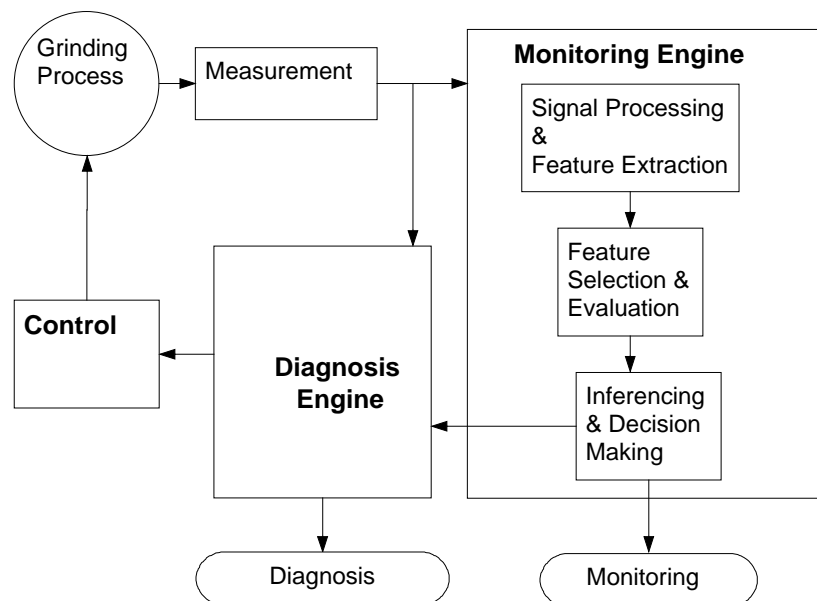 Grinding
Process
Measurement
Monitoring Engine
Signal Processing
&
Feature Extraction
Feature
Selection &
Evaluation
Control
Diagnosis
Engine
Inferencing
& Decision
Making
Diagnosis
Monitoring